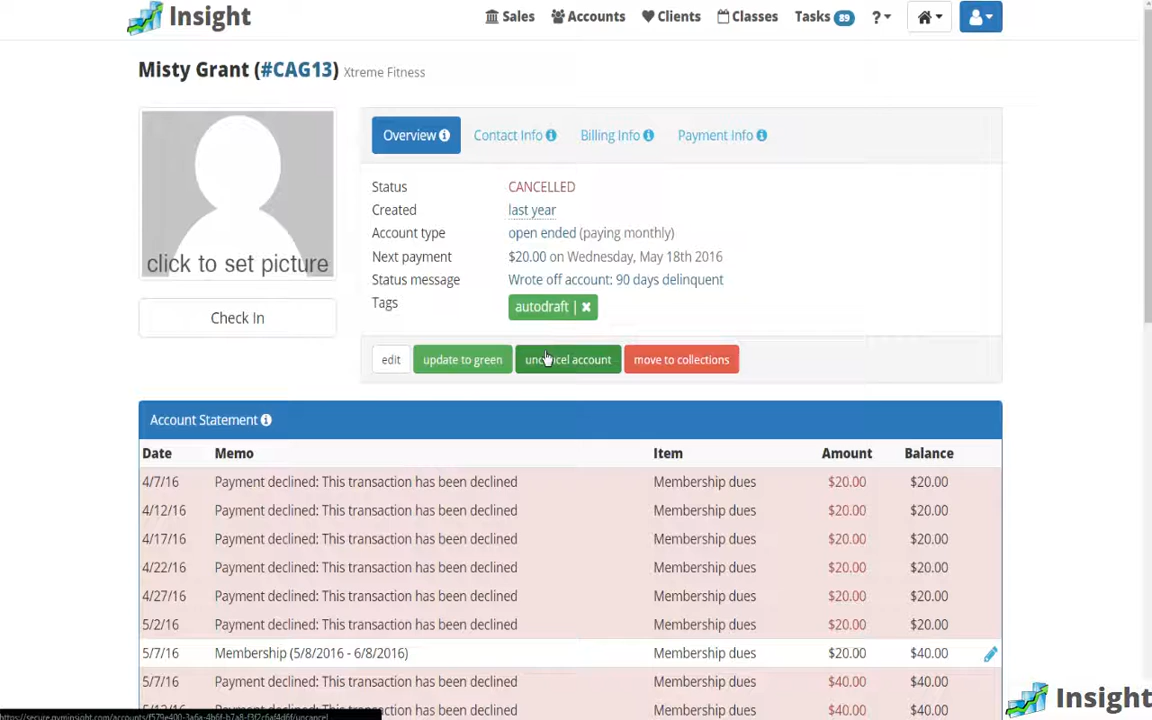 Insight Sales Accounts Clients Classes Tasks 89 ?
Misty Grant (#CAG13) Xtreme Fitness
click to set picture
Check In
Overview Contact Info Billing Info Payment Info
Status CANCELLED
Created last year
Account type open ended (paying monthly)
Next payment $20.00 on Wednesday, May 18th 2016
Status message Wrote off account: 90 days delinquent
Tags autodraft | ×
edit update to green uncancel account move to collections
Account Statement
Date Memo Item Amount Balance
4/7/16 Payment declined: This transaction has been declined Membership dues $20.00 $20.00
4/12/16 Payment declined: This transaction has been declined Membership dues $20.00 $20.00
4/17/16 Payment declined: This transaction has been declined Membership dues $20.00 $20.00
4/22/16 Payment declined: This transaction has been declined Membership dues $20.00 $20.00
4/27/16 Payment declined: This transaction has been declined Membership dues $20.00 $20.00
5/2/16 Payment declined: This transaction has been declined Membership dues $20.00 $20.00
5/7/16 Membership (5/8/2016 - 6/8/2016) Membership dues $20.00 $40.00
5/7/16 Payment declined: This transaction has been declined Membership dues $40.00 $40.00
5/12/16 Payment declined: This transaction has been declined Membership dues $40.00 $40.00
Insight